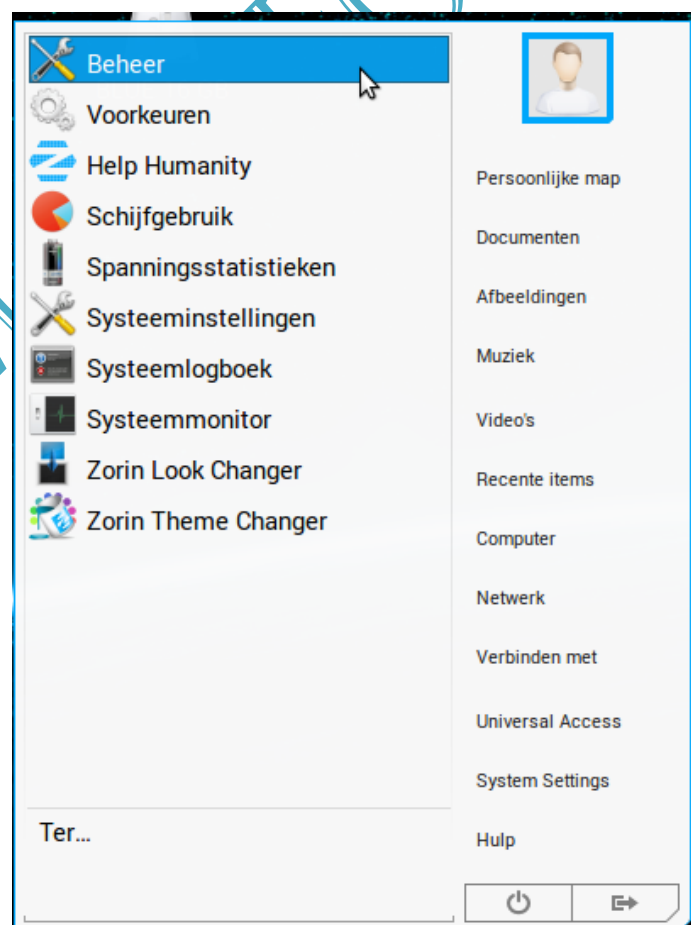 Beheer
Voorkeuren
Help Humanity
Schijfgebruik
Spanningsstatistieken
Systeeminstellingen
Systeemlogboek
Systeemmonitor
Zorin Look Changer
Zorin Theme Changer
Ter...
Persoonlijke map
Documenten
Afbeeldingen
Muziek
Video's
Recente items
Computer
Netwerk
Verbinden met
Universal Access
System Settings
Hulp